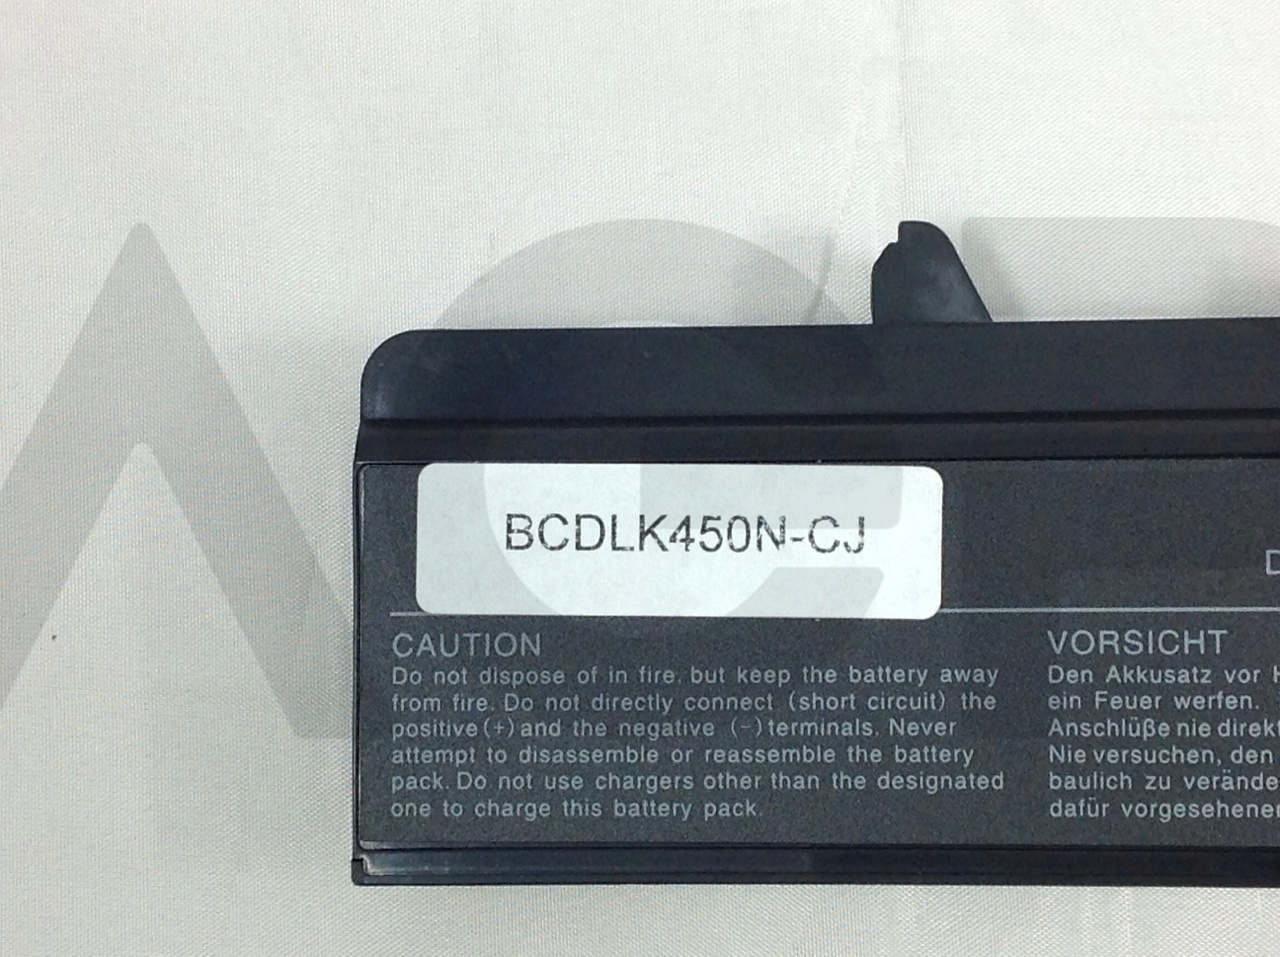 BCDLK450N-CJ
D
CAUTION
Do not dispose of in fire. but keep the battery away
from fire. Do not directly connect (short circuit) the
positive (+) and the negative (-) terminals. Never
attempt to disassemble or reassemble the battery
pack. Do not use chargers other than the designated
one to charge this battery pack.
VORSICHT
Den Akkusatz vor H
ein Feuer werfen.
Anschlüße nie direkt
Nie versuchen, den
baulich zu verände
dafür vorgesehenen